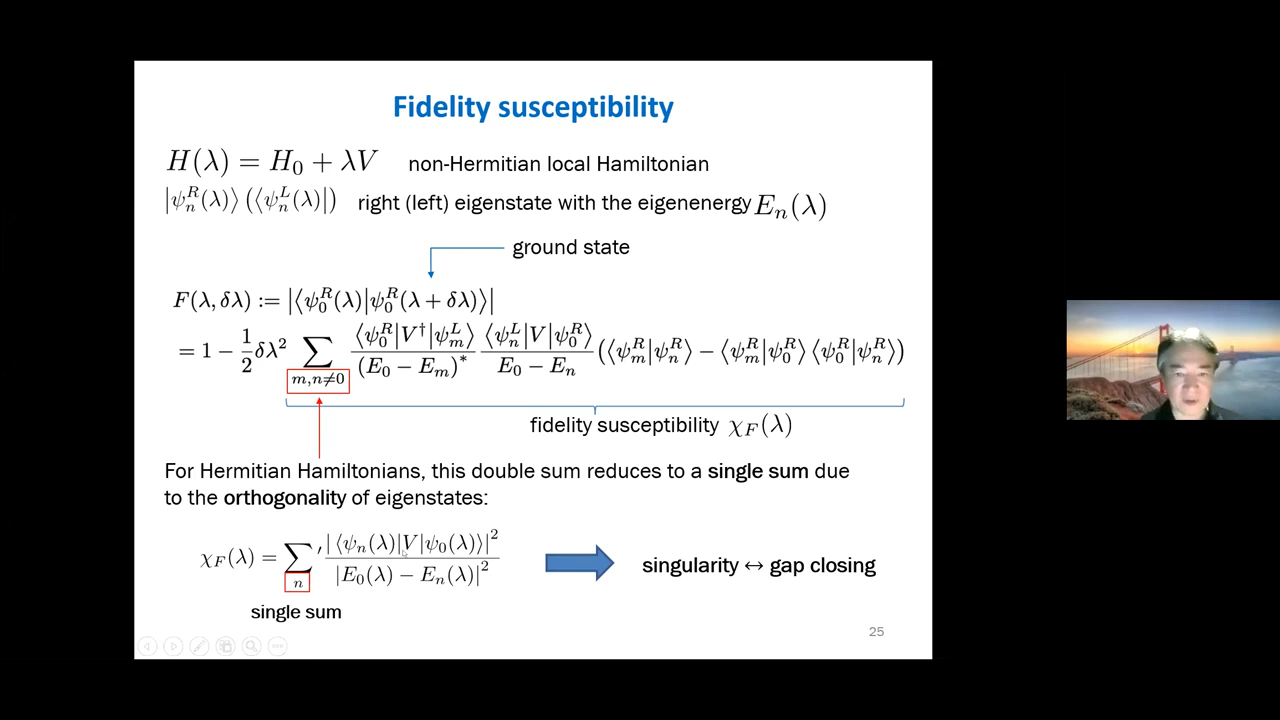 Fidelity susceptibility
H(λ) = H₀ + λV non-Hermitian local Hamiltonian
|ψₙᴿ(λ)⟩ (⟨ψₙᴸ(λ)|) right (left) eigenstate with the eigenenergy Eₙ(λ)
ground state
F(λ, δλ) := |⟨ψ₀ᴿ(λ)|ψ₀ᴿ(λ + δλ)⟩|
= 1 − 1/2 δλ² ∑_{m,n≠0} ⟨ψ₀ᴿ|V†|ψₘᴸ⟩/(E₀ − Eₘ)* ⟨ψₙᴸ|V|ψ₀ᴿ⟩/(E₀ − Eₙ) (⟨ψₘᴿ|ψₙᴿ⟩ − ⟨ψₘᴿ|ψ₀ᴿ⟩ ⟨ψ₀ᴿ|ψₙᴿ⟩)
fidelity susceptibility χ_F(λ)
For Hermitian Hamiltonians, this double sum reduces to a single sum due
to the orthogonality of eigenstates:
χ_F(λ) = ∑ₙ′ |⟨ψₙ(λ)|V|ψ₀(λ)⟩|²/|E₀(λ) − Eₙ(λ)|² singularity ↔ gap closing
single sum
25